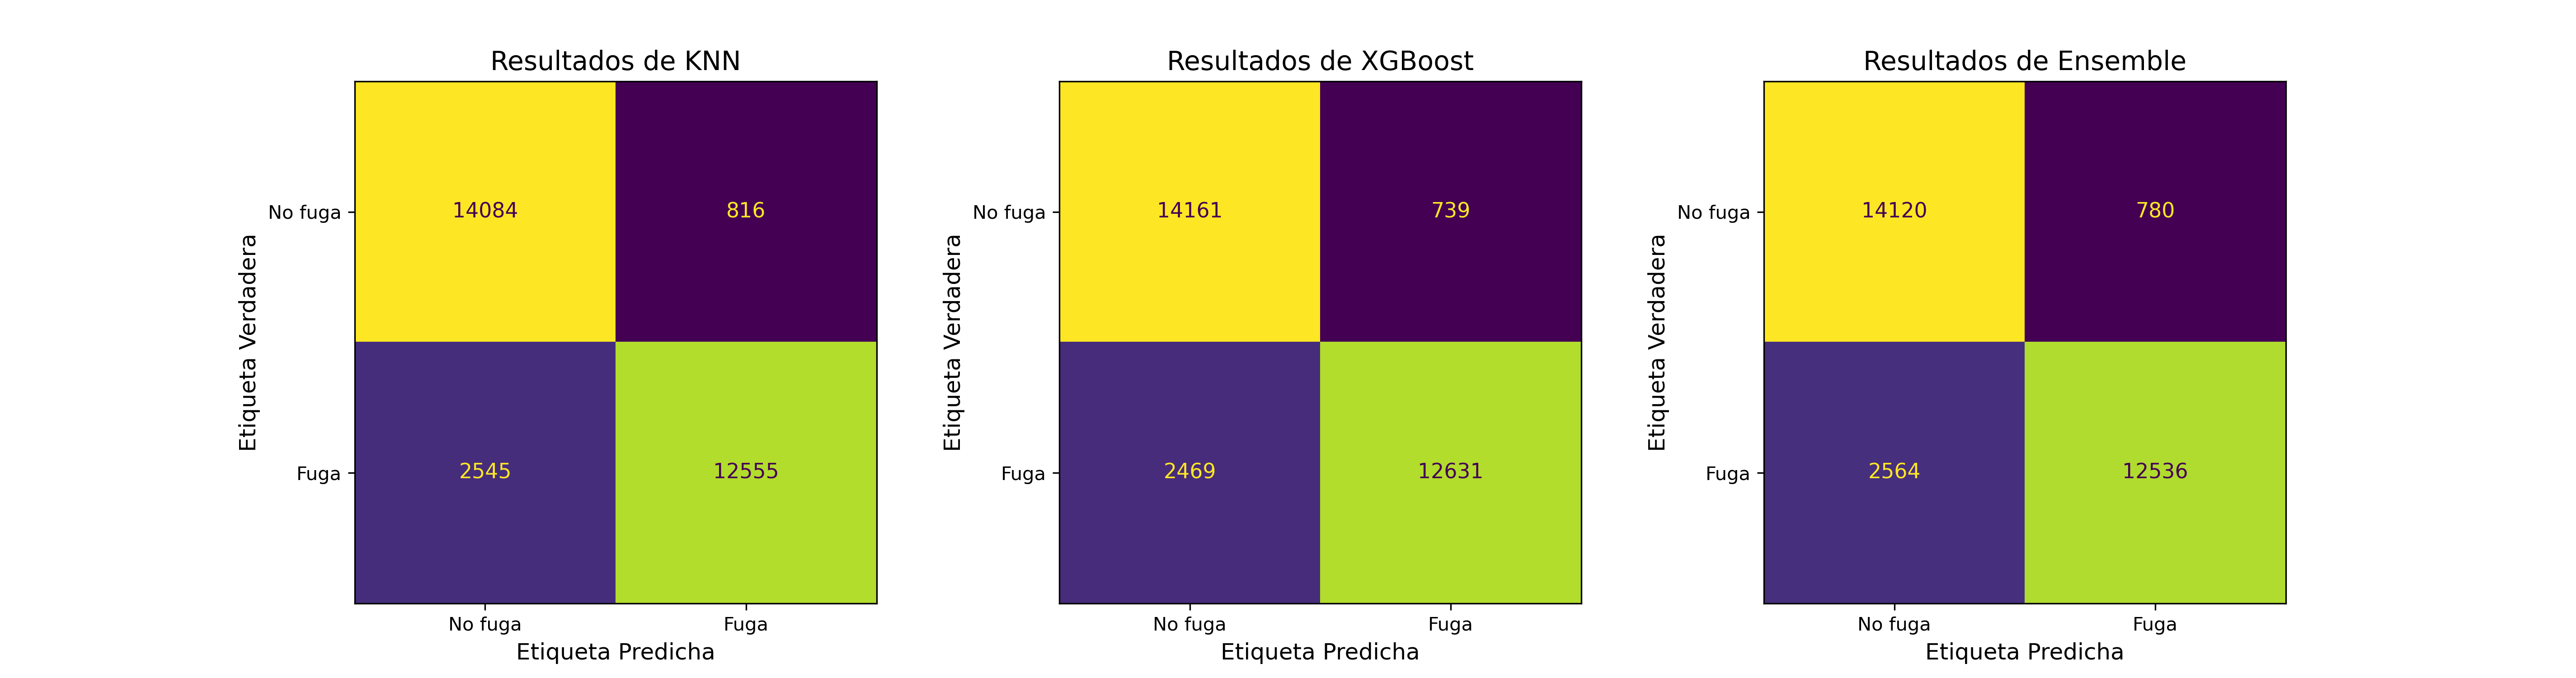 Resultados de KNN
Etiqueta Verdadera
No fuga
14084
816
Fuga
2545
12555
No fuga
Fuga
Etiqueta Predicha
Resultados de XGBoost
Etiqueta Verdadera
No fuga
14161
739
Fuga
2469
12631
No fuga
Fuga
Etiqueta Predicha
Resultados de Ensemble
Etiqueta Verdadera
No fuga
14120
780
Fuga
2564
12536
No fuga
Fuga
Etiqueta Predicha